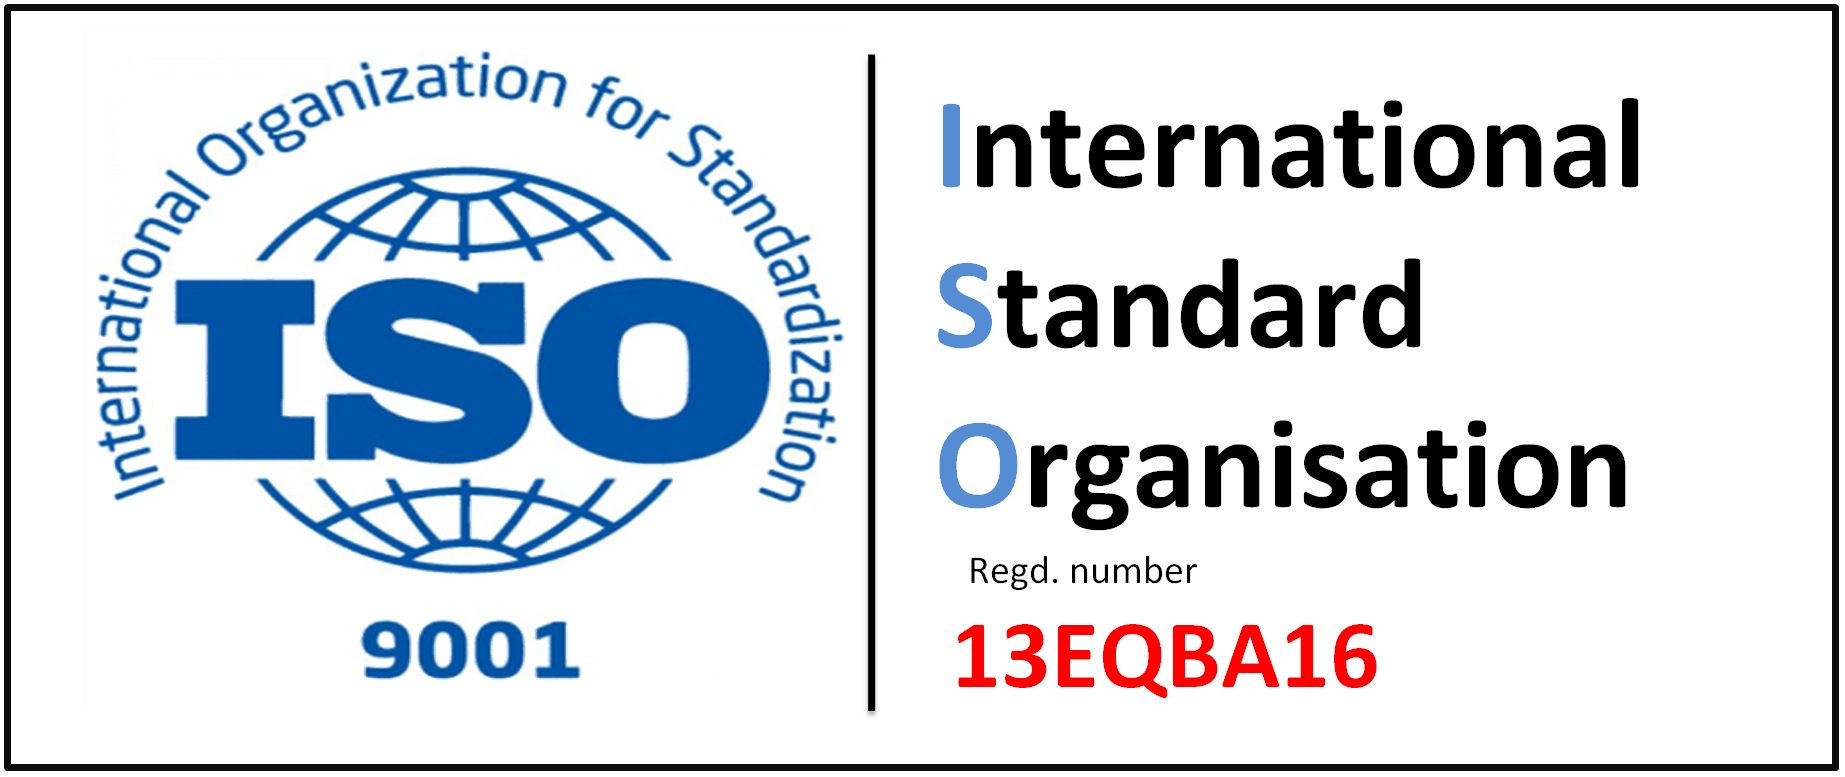 International Organization for Standardization
ISO
9001
International
Standard
Organisation
Regd. number
13EQBA16